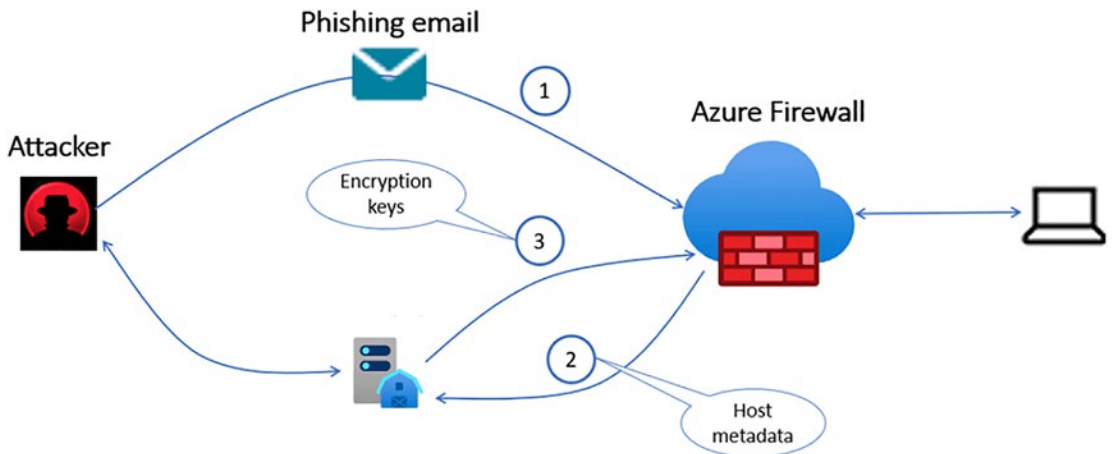 Phishing email
1
Azure Firewall
Attacker
Encryption
keys
3
2
Host
metadata